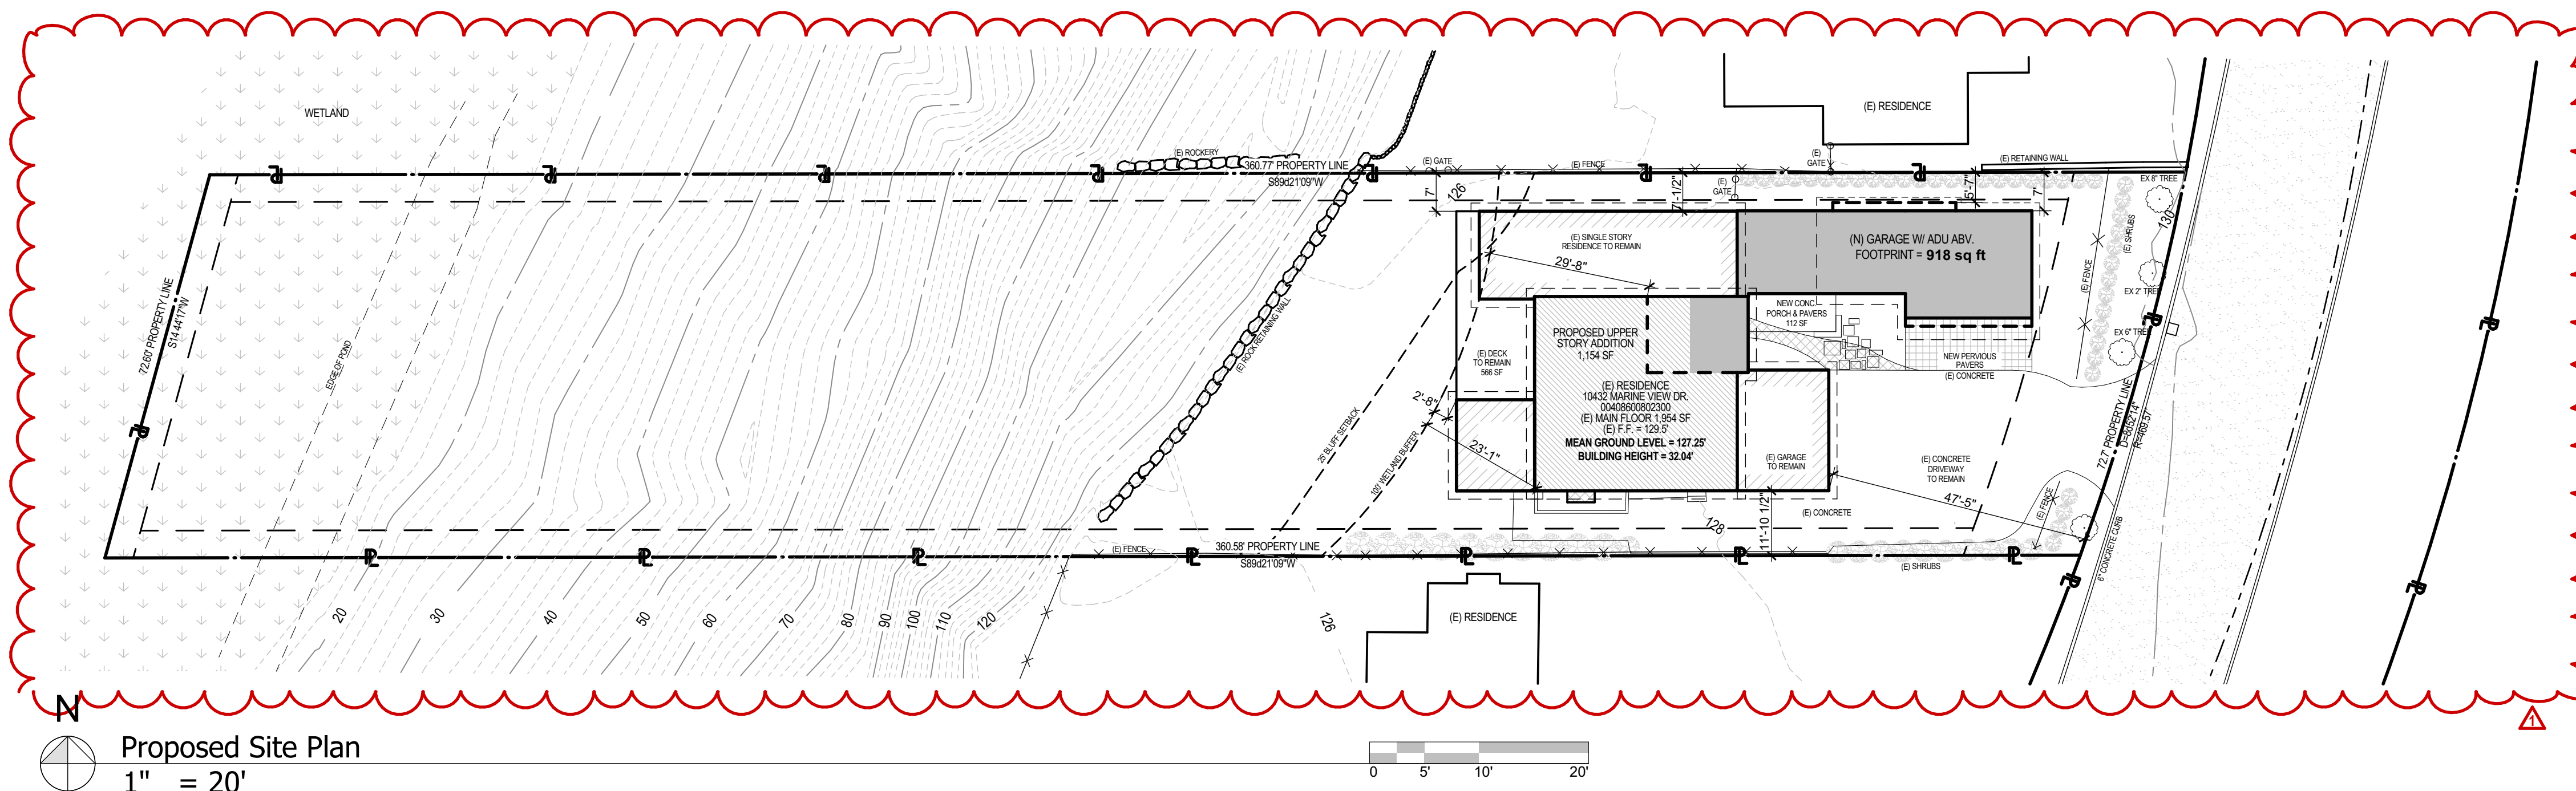 WETLAND
(E) RESIDENCE
(E) ROCKERY
360.77' PROPERTY LINE
S89d21'09"W
(E) GATE
(E) FENCE
(E)
GATE
(E) RETAINING WALL
(E)
GATE
EX 8" TREE
7'
126
7'-1/2"
5'-7"
7'
130
(E) SHRUBS
(E) SINGLE STORY
RESIDENCE TO REMAIN
29'-8"
(N) GARAGE W/ ADU ABV.
FOOTPRINT = 918 sq ft
(E) FENCE
EX 2" TREE
EX 6" TREE
NEW CONC.
PORCH & PAVERS
112 SF
PROPOSED UPPER
STORY ADDITION
1,154 SF
(E) DECK
TO REMAIN
566 SF
NEW PERVIOUS
PAVERS
(E) CONCRETE
72.60' PROPERTY LINE
S14 44'17"W
EDGE OF POND
(E) ROCK RETAINING WALL
(E) RESIDENCE
10432 MARINE VIEW DR.
00408600802300
(E) MAIN FLOOR 1,954 SF
(E) F.F. = 129.5'
MEAN GROUND LEVEL = 127.25'
BUILDING HEIGHT = 32.04'
2'-8"
23'-1"
25' BLUFF SETBACK
100' WETLAND BUFFER
(E) GARAGE
TO REMAIN
(E) CONCRETE
DRIVEWAY
TO REMAIN
47'-5"
72.7' PROPERTY LINE
D=8d52'14"
R=469.57'
(E) FENCE
6" CONCRETE CURB
(E) CONCRETE
128
11'-10 1/2"
(E) FENCE
360.58' PROPERTY LINE
S89d21'09"W
(E) SHRUBS
20
30
40
50
60
70
80
90
100
110
120
126
(E) RESIDENCE
N
1
Proposed Site Plan
1" = 20'
0 5' 10' 20'